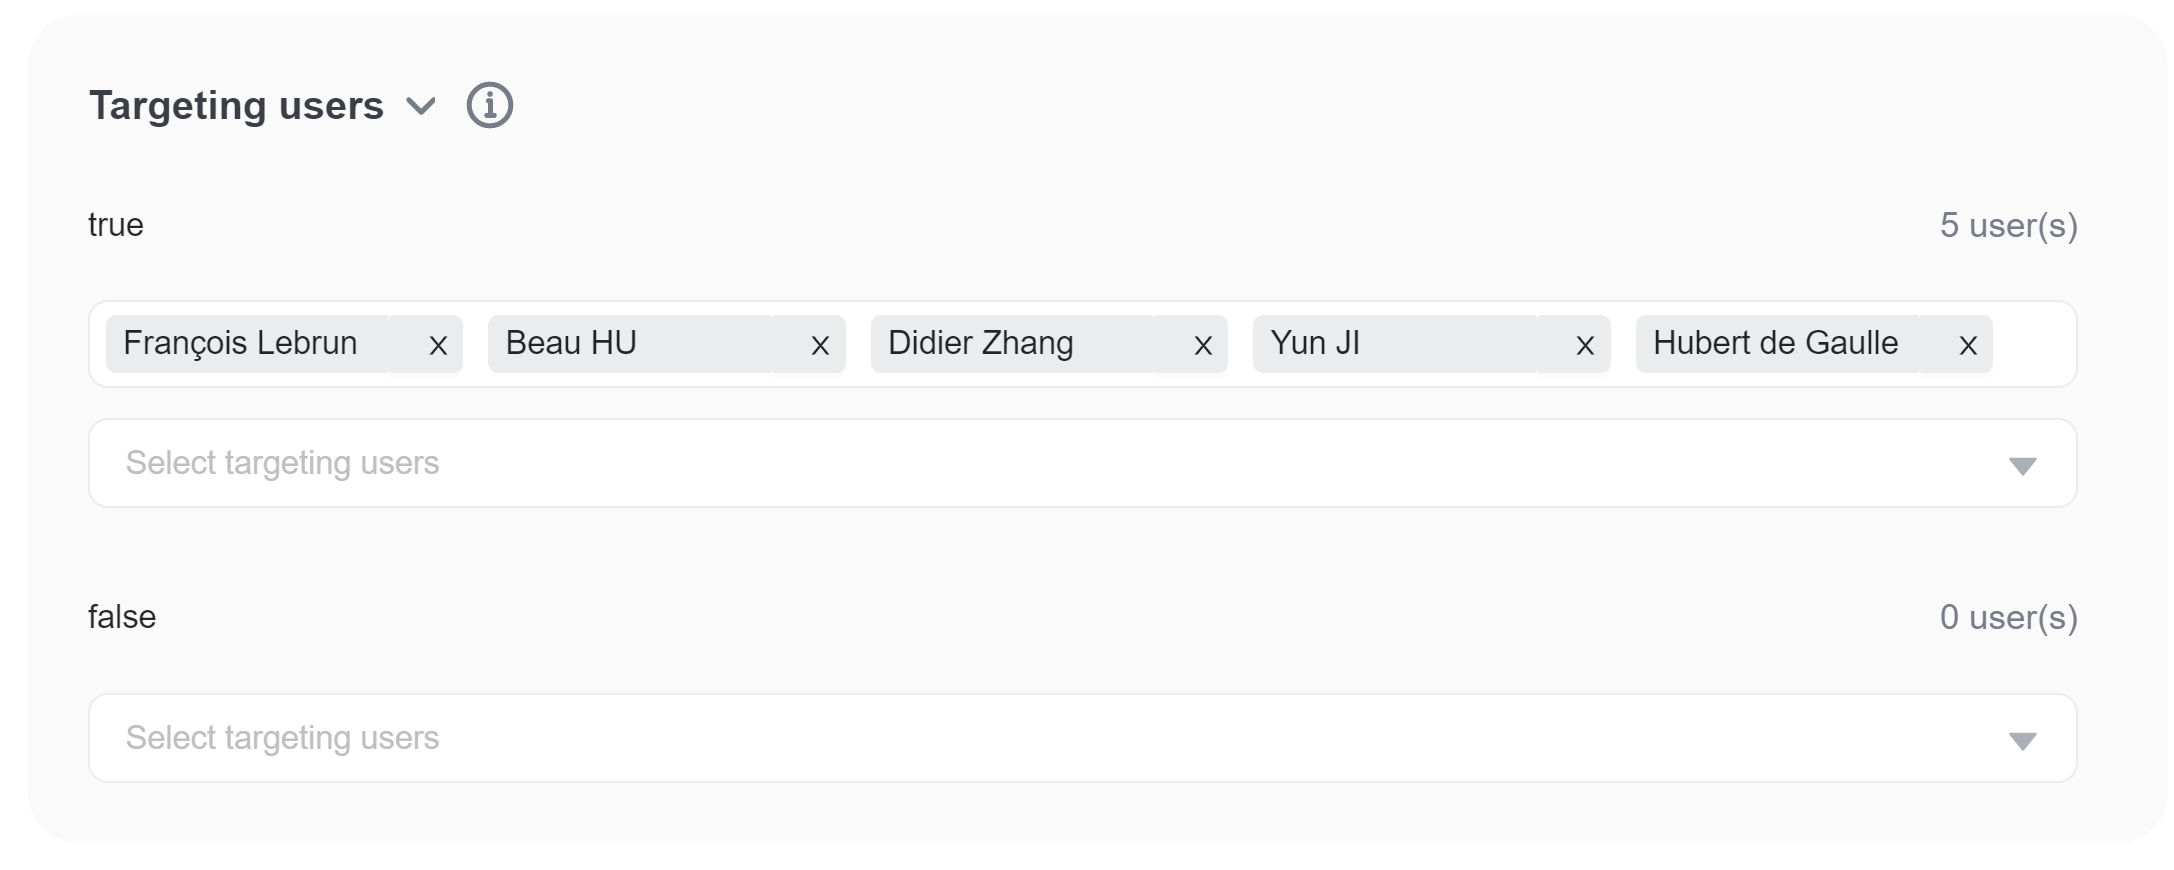 Targeting users
true 5 user(s)
François Lebrun x Beau HU x Didier Zhang x Yun JI x Hubert de Gaulle x
Select targeting users
false 0 user(s)
Select targeting users